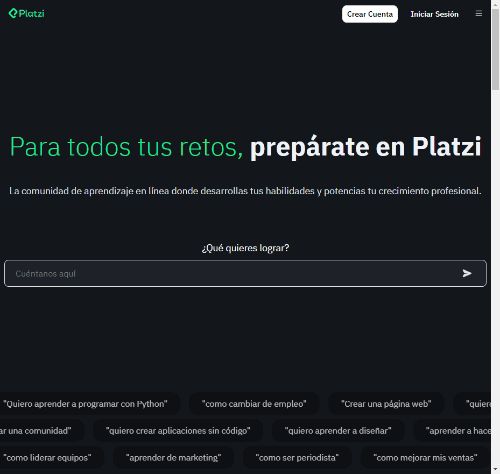 Platzi
Crear Cuenta
Iniciar Sesión
Para todos tus retos, prepárate en Platzi
La comunidad de aprendizaje en línea donde desarrollas tus habilidades y potencias tu crecimiento profesional.
¿Qué quieres lograr?
Cuéntanos aquí
"Quiero aprender a programar con Python" "como cambiar de empleo" "Crear una página web" "quiero
una comunidad" "quiero crear aplicaciones sin código" "quiero aprender a diseñar" "aprender a hace
"como liderar equipos" "aprender de marketing" "como ser periodista" "como mejorar mis ventas"